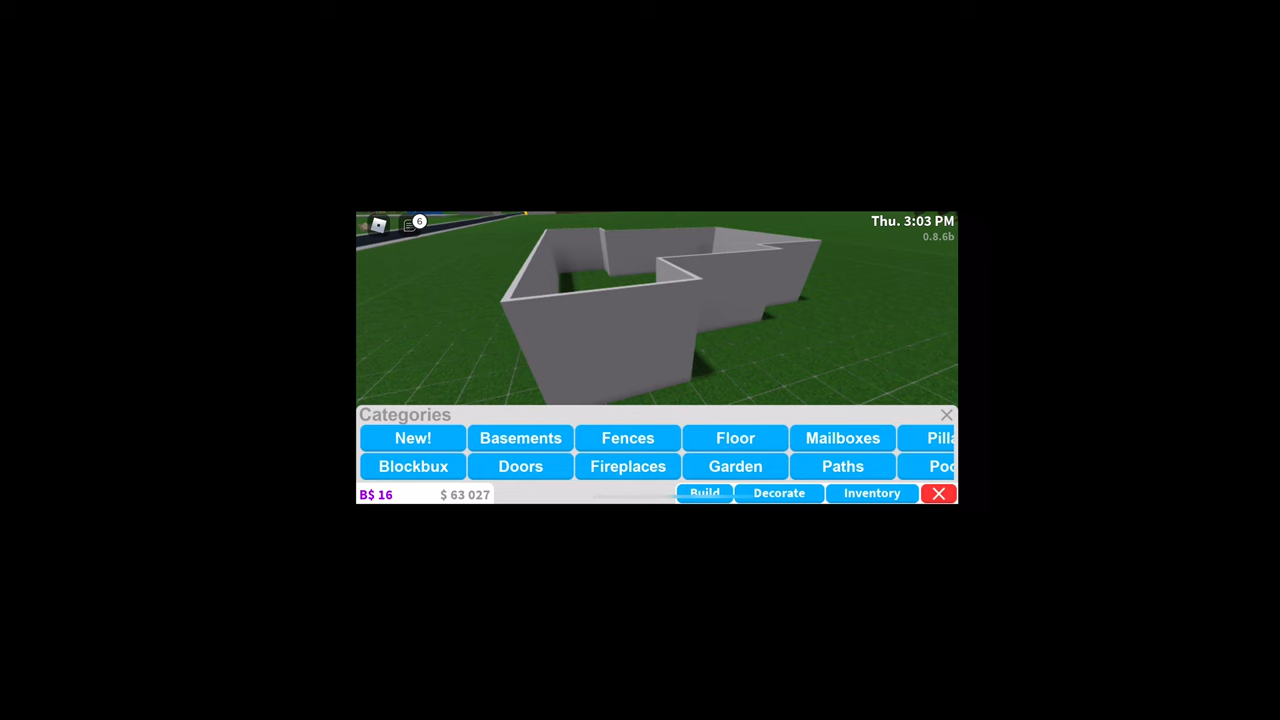 6
Thu. 3:03 PM
0.8.6b
Categories
New! Basements Fences Floor Mailboxes
Blockbux Doors Fireplaces Garden Paths
B$ 16 $ 63 027 Build Decorate Inventory